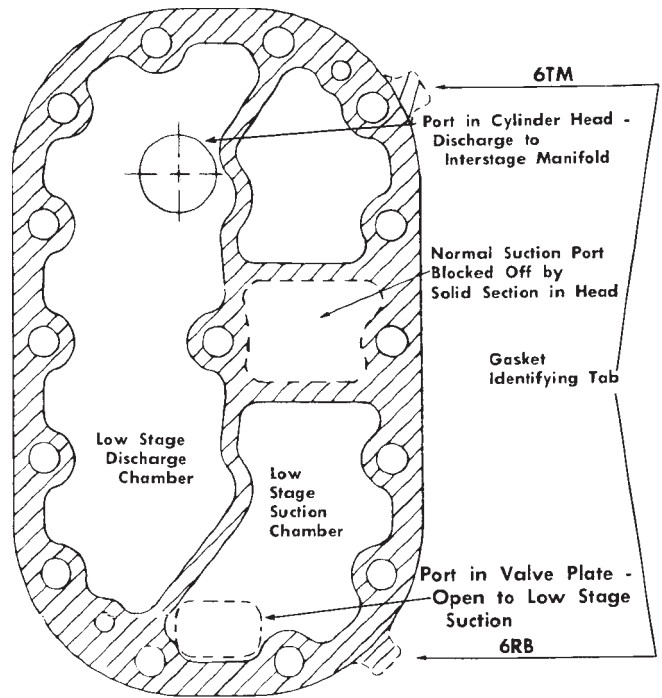 6TM
Port in Cylinder Head -
Discharge to
Interstage Manifold
Normal Suction Port
Blocked Off by
Solid Section in Head
Gasket
Identifying Tab
Low Stage
Discharge
Chamber
Low
Stage
Suction
Chamber
Port in Valve Plate -
Open to Low Stage
Suction
6RB